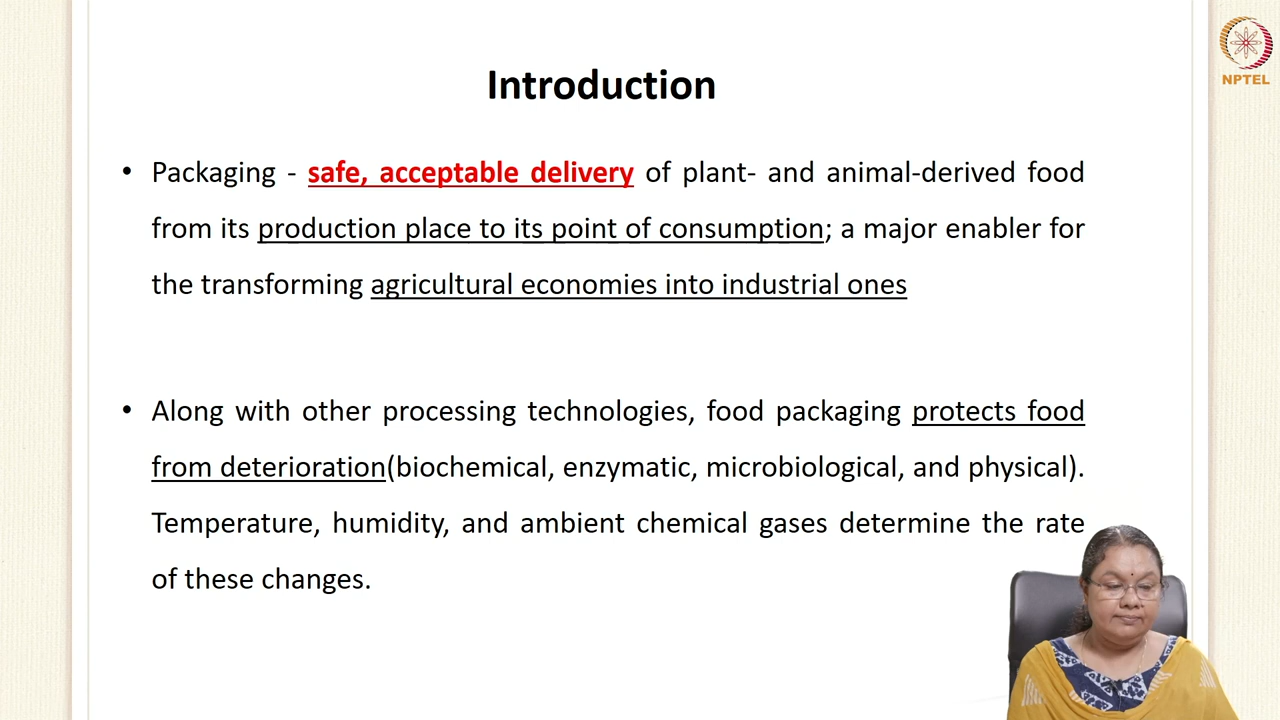 Introduction
NPTEL
• Packaging - safe, acceptable delivery of plant- and animal-derived food
from its production place to its point of consumption; a major enabler for
the transforming agricultural economies into industrial ones
• Along with other processing technologies, food packaging protects food
from deterioration(biochemical, enzymatic, microbiological, and physical).
Temperature, humidity, and ambient chemical gases determine the rate
of these changes.